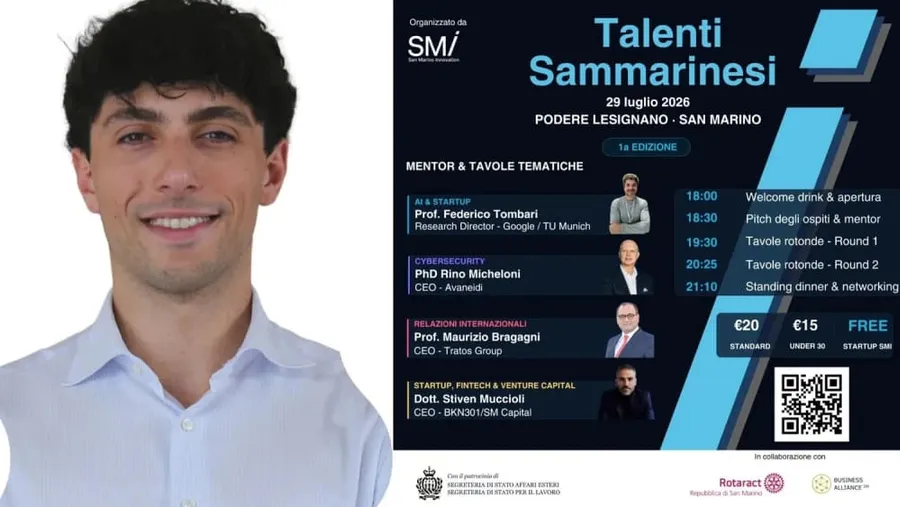 Organizzato da
SMi
San Marino Innovation
Talenti
Sammarinesi
29 luglio 2026
PODERE LESIGNANO · SAN MARINO
1a EDIZIONE
MENTOR & TAVOLE TEMATICHE
AI & STARTUP
Prof. Federico Tombari
Research Director - Google / TU Munich
CYBERSECURITY
PhD Rino Micheloni
CEO - Avaneidi
RELAZIONI INTERNAZIONALI
Prof. Maurizio Bragagni
CEO - Tratos Group
STARTUP, FINTECH & VENTURE CAPITAL
Dott. Stiven Muccioli
CEO - BKN301/SM Capital
18:00 Welcome drink & apertura
18:30 Pitch degli ospiti & mentor
19:30 Tavole rotonde - Round 1
20:25 Tavole rotonde - Round 2
21:10 Standing dinner & networking
€20 €15 FREE
STANDARD UNDER 30 STARTUP SMI
In collaborazione con
Con il patrocinio di
SEGRETERIA DI STATO AFFARI ESTERI
SEGRETERIA DI STATO PER IL LAVORO
Rotaract
Repubblica di San Marino
BUSINESS
ALLIANCE